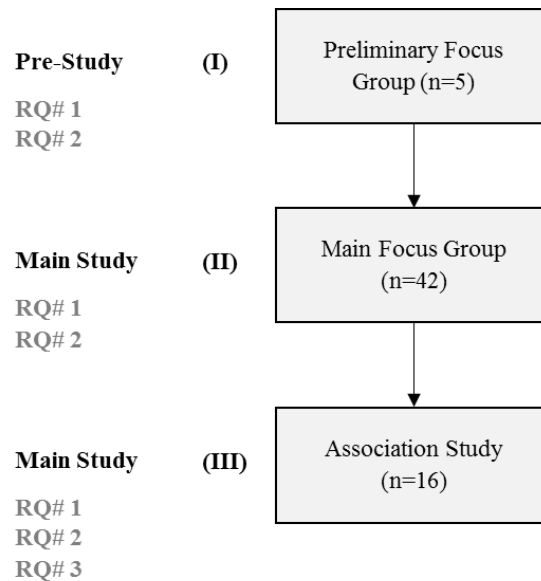 Pre-Study (I)
RQ# 1
RQ# 2
Preliminary Focus
Group (n=5)
Main Study (II)
RQ# 1
RQ# 2
Main Focus Group
(n=42)
Main Study (III)
RQ# 1
RQ# 2
RQ# 3
Association Study
(n=16)